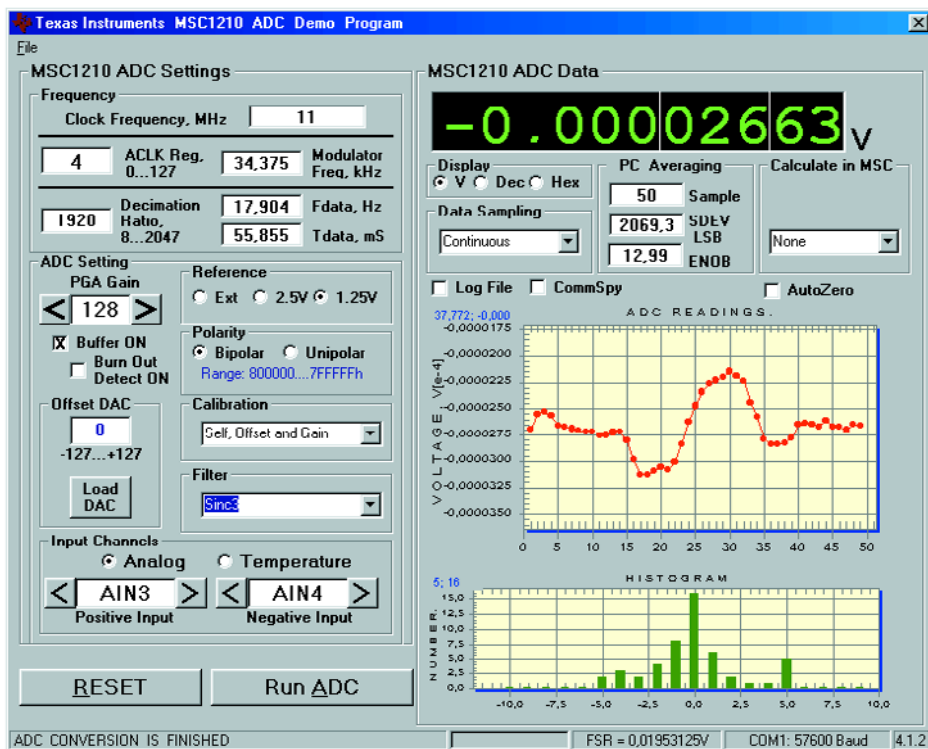 Texas Instruments MSC1210 ADC Demo Program
File
MSC1210 ADC Settings
Frequency
Clock Frequency, MHz 11
4 ACLK Reg, 0...127
34,375 Modulator Freq, kHz
1920 Decimation Ratio, 8...2047
17,904 Fdata, Hz
55,855 Tdata, mS
ADC Setting
PGA Gain
< 128 >
X Buffer ON
Burn Out Detect ON
Offset DAC
0
-127...+127
Load DAC
Reference
Ext 2.5V 1.25V
Polarity
Bipolar Unipolar
Range: 800000....7FFFFFh
Calibration
Self, Offset and Gain
Filter
Sinc3
Input Channels
Analog Temperature
< AIN3 > < AIN4 >
Positive Input Negative Input
RESET Run ADC
MSC1210 ADC Data
-0.00002663 V
Display
V Dec Hex
Data Sampling
Continuous
PC Averaging
50 Sample
2069,3 SDEV LSB
12,99 ENOB
Calculate in MSC
None
Log File CommSpy AutoZero
37,772; -0,000
ADC READINGS.
VOLTAGE, V[e-4]
-0,0000175
-0,0000200
-0,0000225
-0,0000250
-0,0000275
-0,0000300
-0,0000325
-0,0000350
0 5 10 15 20 25 30 35 40 45 50
5; 16
HISTOGRAM
NUMBER.
15,0
12,5
10,0
7,5
5,0
2,5
0,0
-10,0 -7,5 -5,0 -2,5 0,0 2,5 5,0 7,5 10,0
ADC CONVERSION IS FINISHED FSR = 0,01953125V COM1: 57600 Baud 4.1.2